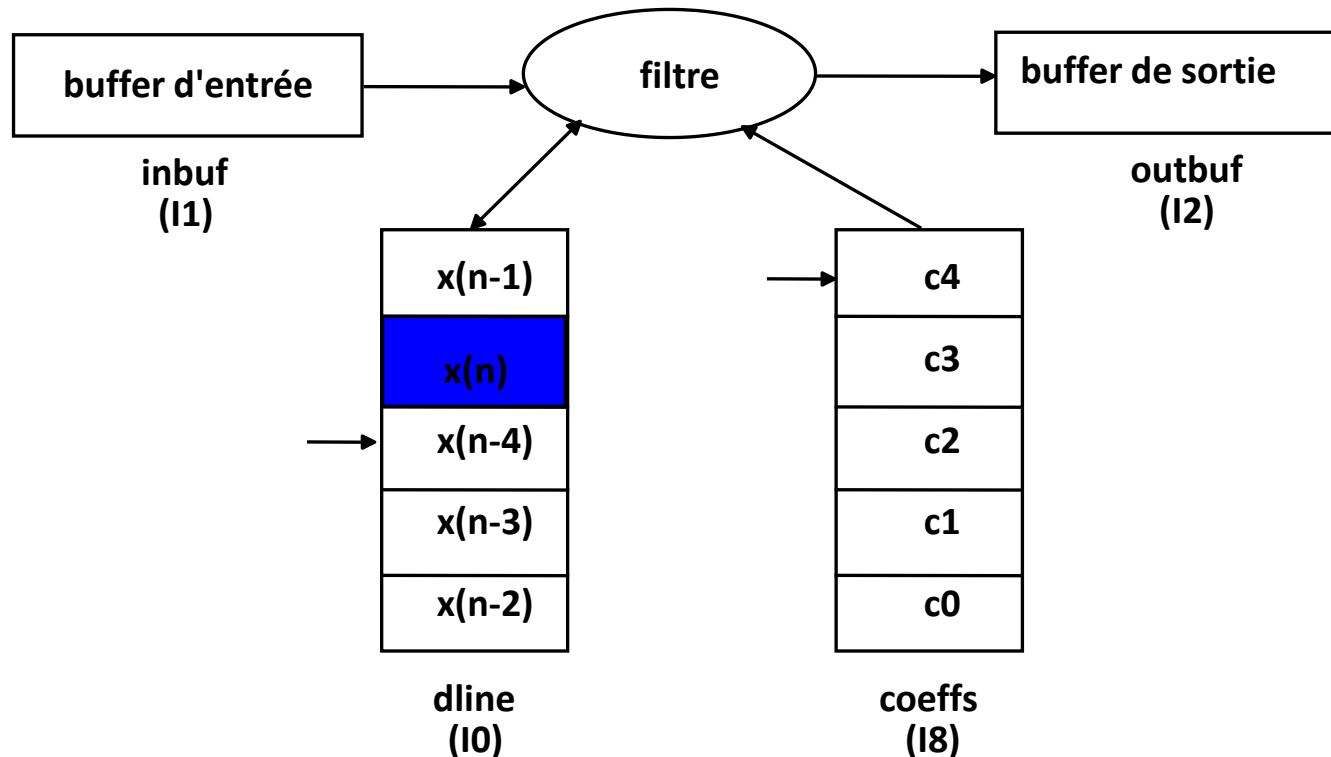 buffer d'entrée
filtre
buffer de sortie
inbuf
(I1)
outbuf
(I2)
x(n-1)
x(n)
x(n-4)
x(n-3)
x(n-2)
dline
(I0)
c4
c3
c2
c1
c0
coeffs
(I8)